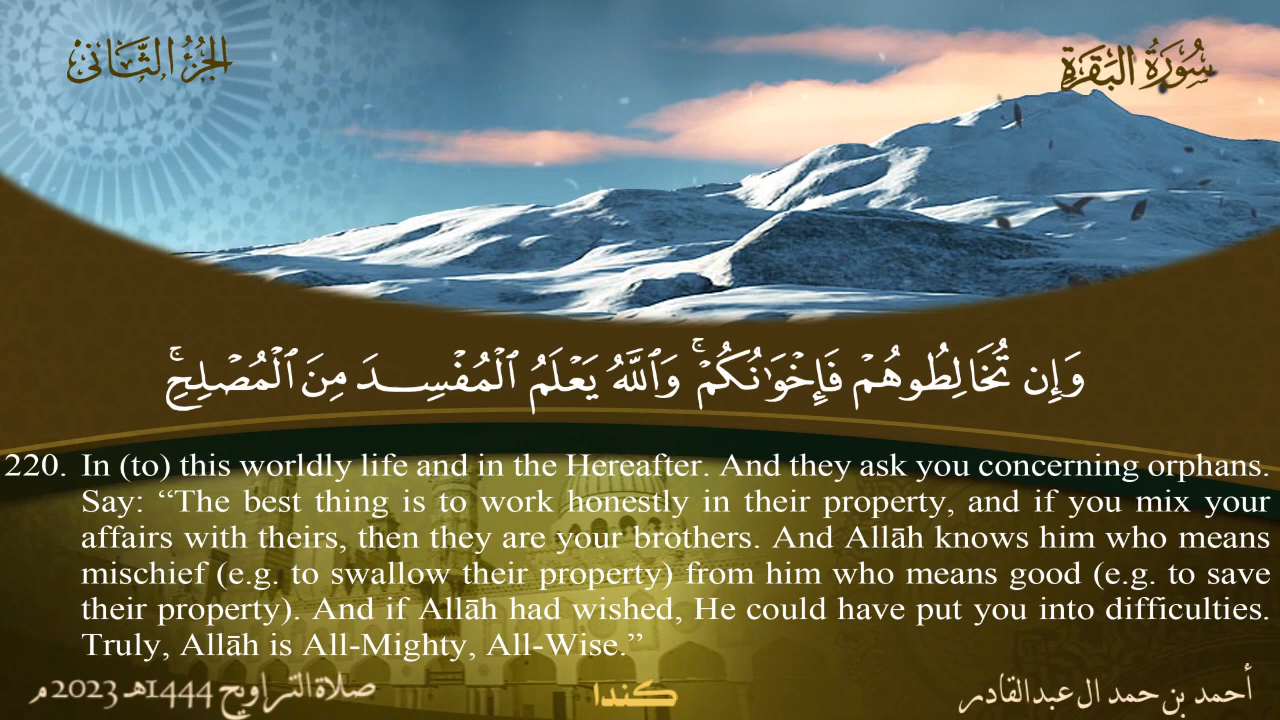 سُورَةُ البَقَرَةِ
الجُزْءُ الثَّانِي
وَإِن تُخَالِطُوهُمْ فَإِخْوَٰنُكُمْ ۚ وَٱللَّهُ يَعْلَمُ ٱلْمُفْسِدَ مِنَ ٱلْمُصْلِحِ ۚ
220. In (to) this worldly life and in the Hereafter. And they ask you concerning orphans.
Say: “The best thing is to work honestly in their property, and if you mix your
affairs with theirs, then they are your brothers. And Allāh knows him who means
mischief (e.g. to swallow their property) from him who means good (e.g. to save
their property). And if Allāh had wished, He could have put you into difficulties.
Truly, Allāh is All-Mighty, All-Wise.”
أحمد بن حمد ال عبدالقادر
كندا
صلاة التراويح 1444هـ 2023م